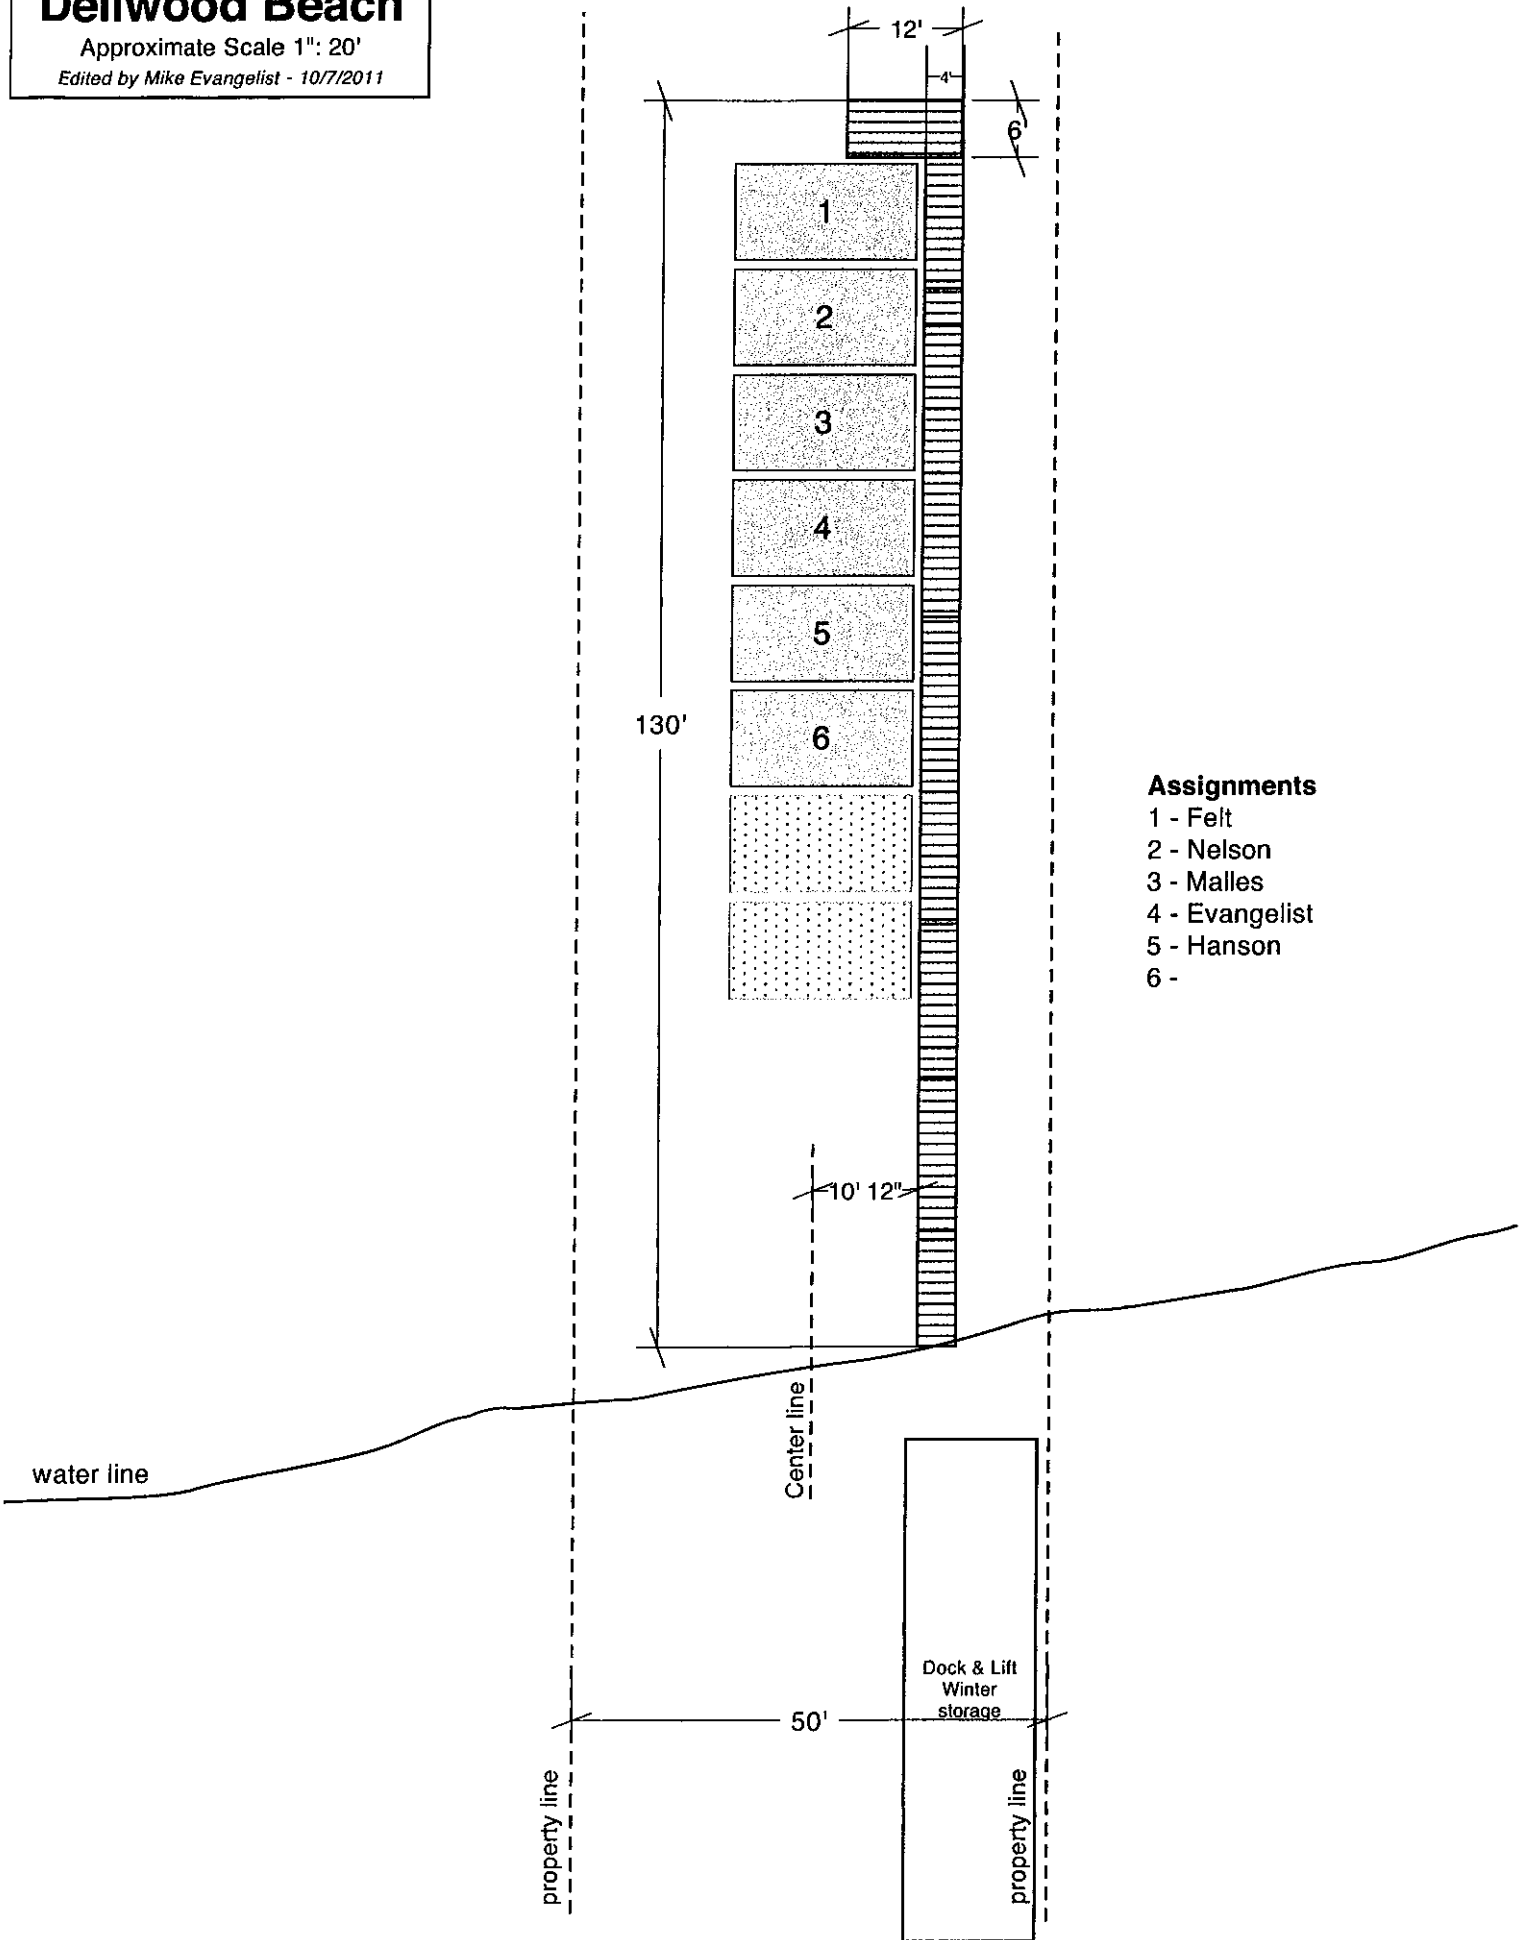 Dellwood Beach
Approximate Scale 1": 20'
Edited by Mike Evangelist - 10/7/2011
12'
4'
6'
1
2
3
4
5
6
130'
Assignments
1 - Felt
2 - Nelson
3 - Malles
4 - Evangelist
5 - Hanson
6 -
10' 12"
Center line
water line
Dock & Lift
Winter
storage
50'
property line
property line